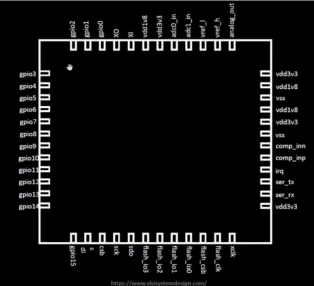 gpio2
gpio1
gpio0
XO
XI
vdd1v8
vdd3v3
adc0_in
adc1_in
vref_l
vref_h
analog_out
gpio3
gpio4
gpio5
gpio6
gpio7
gpio8
gpio9
gpio10
gpio11
gpio12
gpio13
gpio14
vdd3v3
vdd1v8
vss
vdd1v8
vdd3v3
vss
comp_inn
comp_inp
irq
ser_tx
ser_rx
vdd3v3
gpio15
csb
sck
sdo
flash_io3
flash_io2
flash_io1
flash_io0
flash_csb
flash_clk
xclk
https://www.vlsisystemdesign.com/